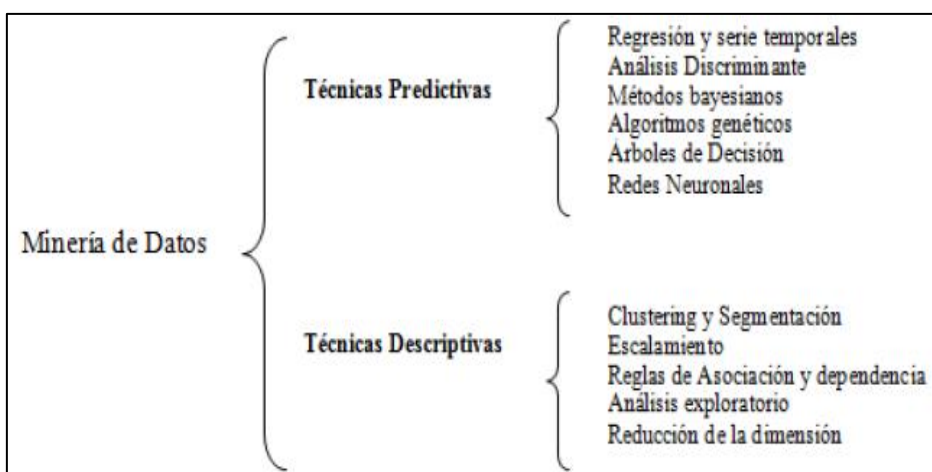 Minería de Datos
Técnicas Predictivas
Regresión y serie temporales
Análisis Discriminante
Métodos bayesianos
Algoritmos genéticos
Árboles de Decisión
Redes Neuronales
Técnicas Descriptivas
Clustering y Segmentación
Escalamiento
Reglas de Asociación y dependencia
Análisis exploratorio
Reducción de la dimensión